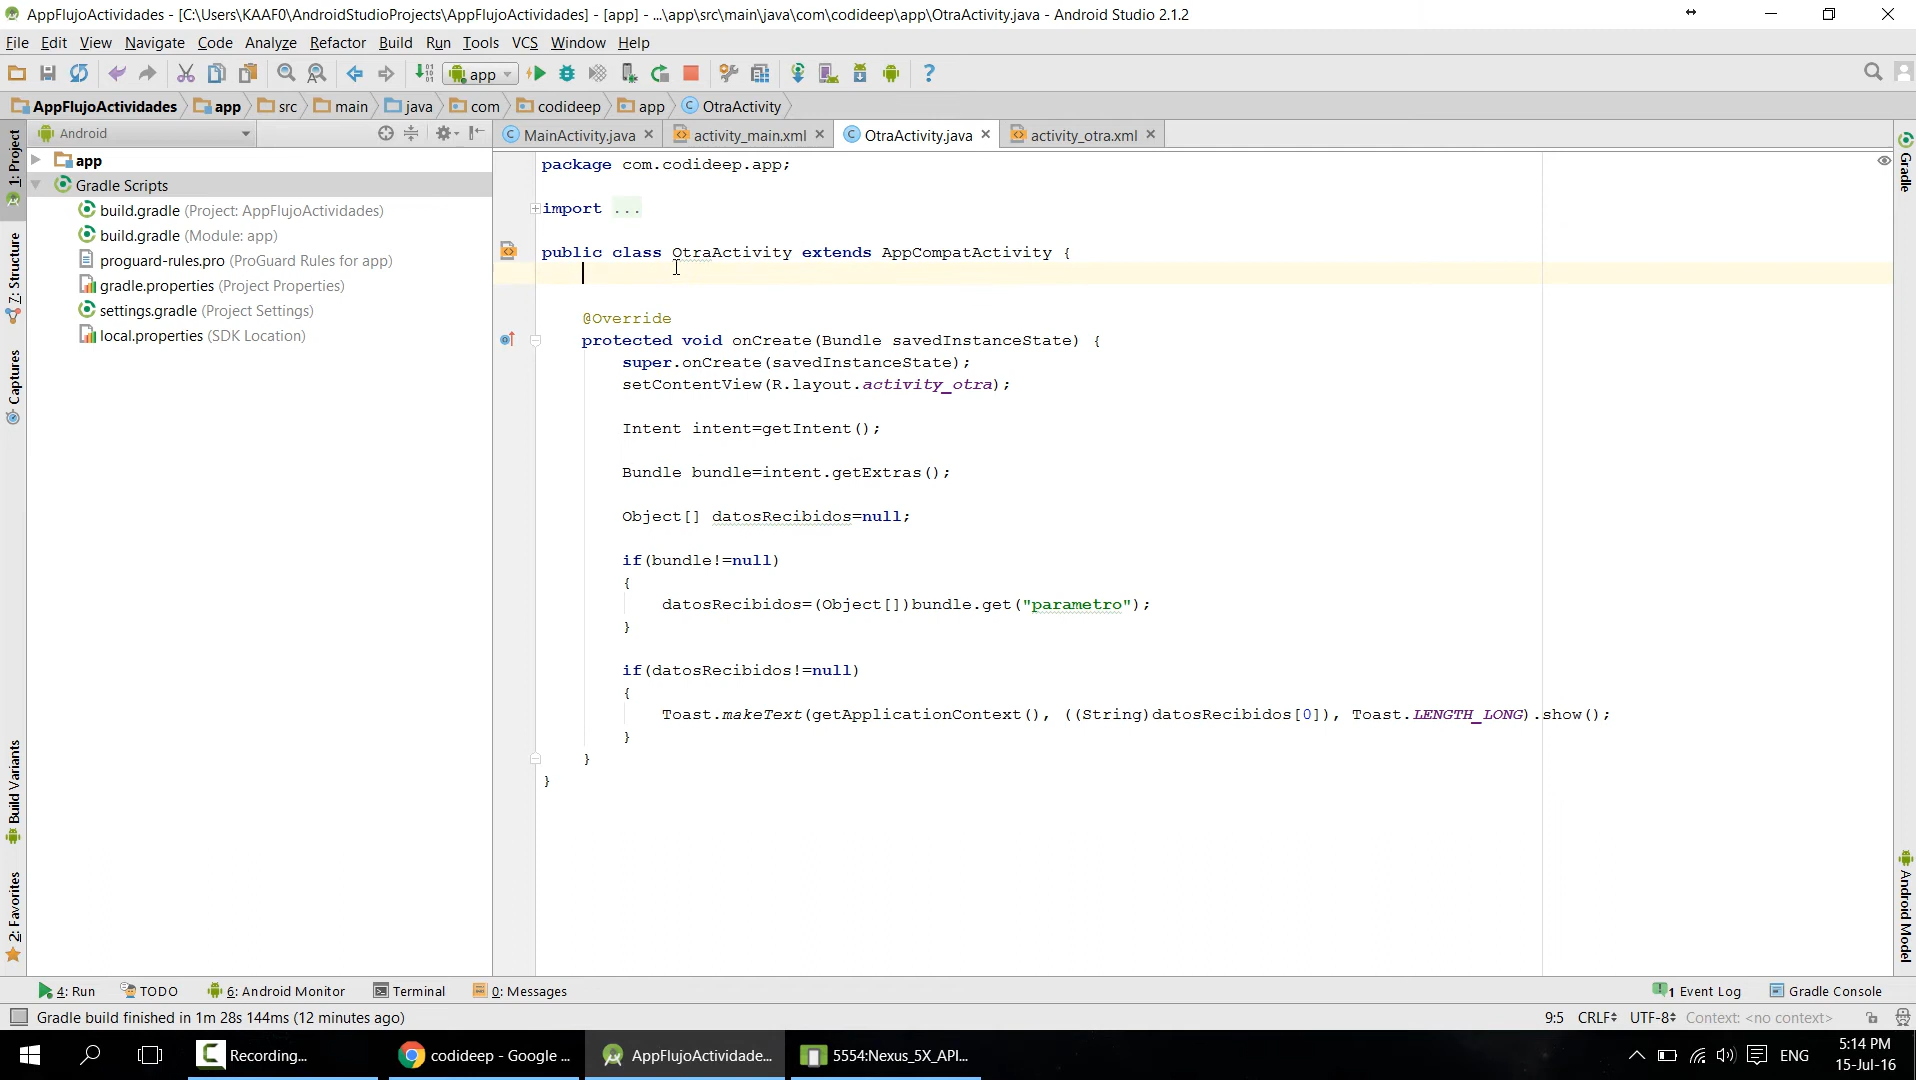 AppFlujoActividades - [C:\Users\KAAF0\AndroidStudioProjects\AppFlujoActividades] - [app] - ...\app\src\main\java\com\codideep\app\OtraActivity.java - Android Studio 2.1.2
File Edit View Navigate Code Analyze Refactor Build Run Tools VCS Window Help
app
AppFlujoActividades app src main java com codideep app OtraActivity
Android
MainActivity.java activity_main.xml OtraActivity.java activity_otra.xml
1: Project
7: Structure
Captures
Build Variants
2: Favorites
app
Gradle Scripts
build.gradle (Project: AppFlujoActividades)
build.gradle (Module: app)
proguard-rules.pro (ProGuard Rules for app)
gradle.properties (Project Properties)
settings.gradle (Project Settings)
local.properties (SDK Location)
package com.codideep.app;
import ...
public class OtraActivity extends AppCompatActivity {
@Override
protected void onCreate(Bundle savedInstanceState) {
super.onCreate(savedInstanceState);
setContentView(R.layout.activity_otra);
Intent intent=getIntent();
Bundle bundle=intent.getExtras();
Object[] datosRecibidos=null;
if(bundle!=null)
{
datosRecibidos=(Object[])bundle.get("parametro");
}
if(datosRecibidos!=null)
{
Toast.makeText(getApplicationContext(), ((String)datosRecibidos[0]), Toast.LENGTH_LONG).show();
}
}
}
Gradle
Android Model
4: Run TODO 6: Android Monitor Terminal 0: Messages 1 Event Log Gradle Console
Gradle build finished in 1m 28s 144ms (12 minutes ago) 9:5 CRLF UTF-8 Context: <no context>
Recording... codideep - Google ... AppFlujoActividade... 5554:Nexus_5X_API... ENG
5:14 PM
15-Jul-16